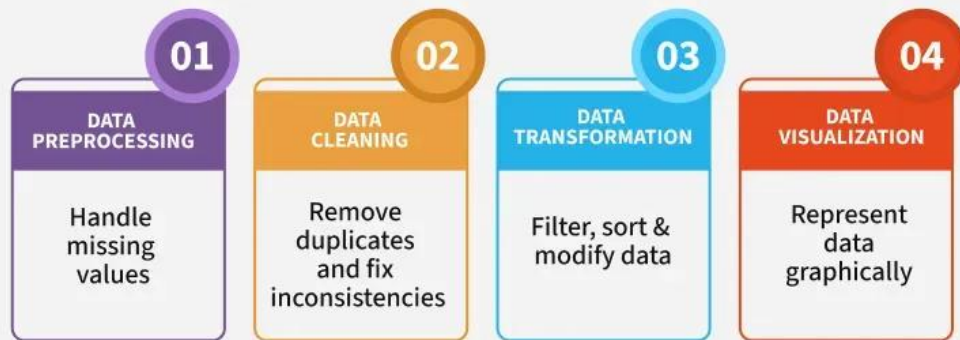 01
DATA
PREPROCESSING
Handle
missing
values
02
DATA
CLEANING
Remove
duplicates
and fix
inconsistencies
03
DATA
TRANSFORMATION
Filter, sort &
modify data
04
DATA
VISUALIZATION
Represent
data
graphically